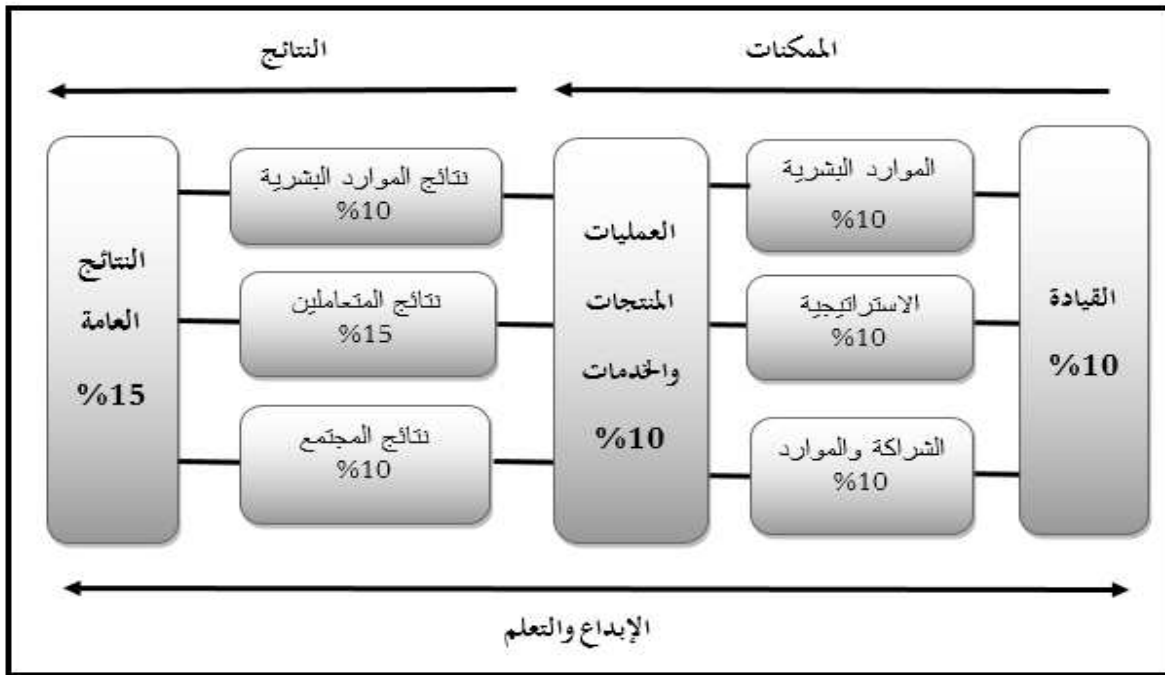 الممكنات
النتائج
القيادة
%10
الموارد البشرية
%10
الاستراتيجية
%10
الشراكة والموارد
%10
العمليات
المنتجات
والخدمات
%10
نتائج الموارد البشرية
%10
نتائج المتعاملين
%15
نتائج المجتمع
%10
النتائج
العامة
%15
الإبداع والتعلم